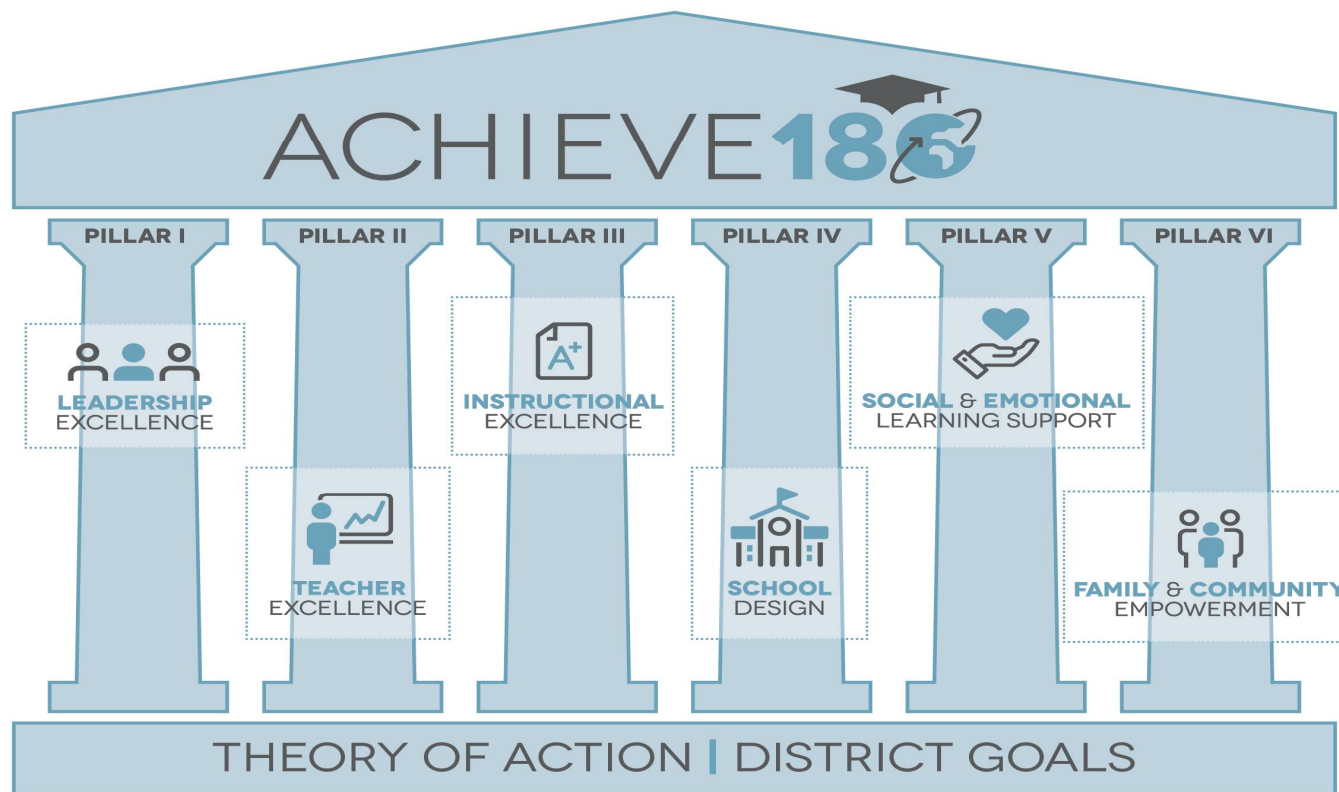 ACHIEVE180
PILLAR I
PILLAR II
PILLAR III
PILLAR IV
PILLAR V
PILLAR VI
LEADERSHIP
EXCELLENCE
TEACHER
EXCELLENCE
A+
INSTRUCTIONAL
EXCELLENCE
SCHOOL
DESIGN
SOCIAL & EMOTIONAL
LEARNING SUPPORT
FAMILY & COMMUNITY
EMPOWERMENT
THEORY OF ACTION | DISTRICT GOALS